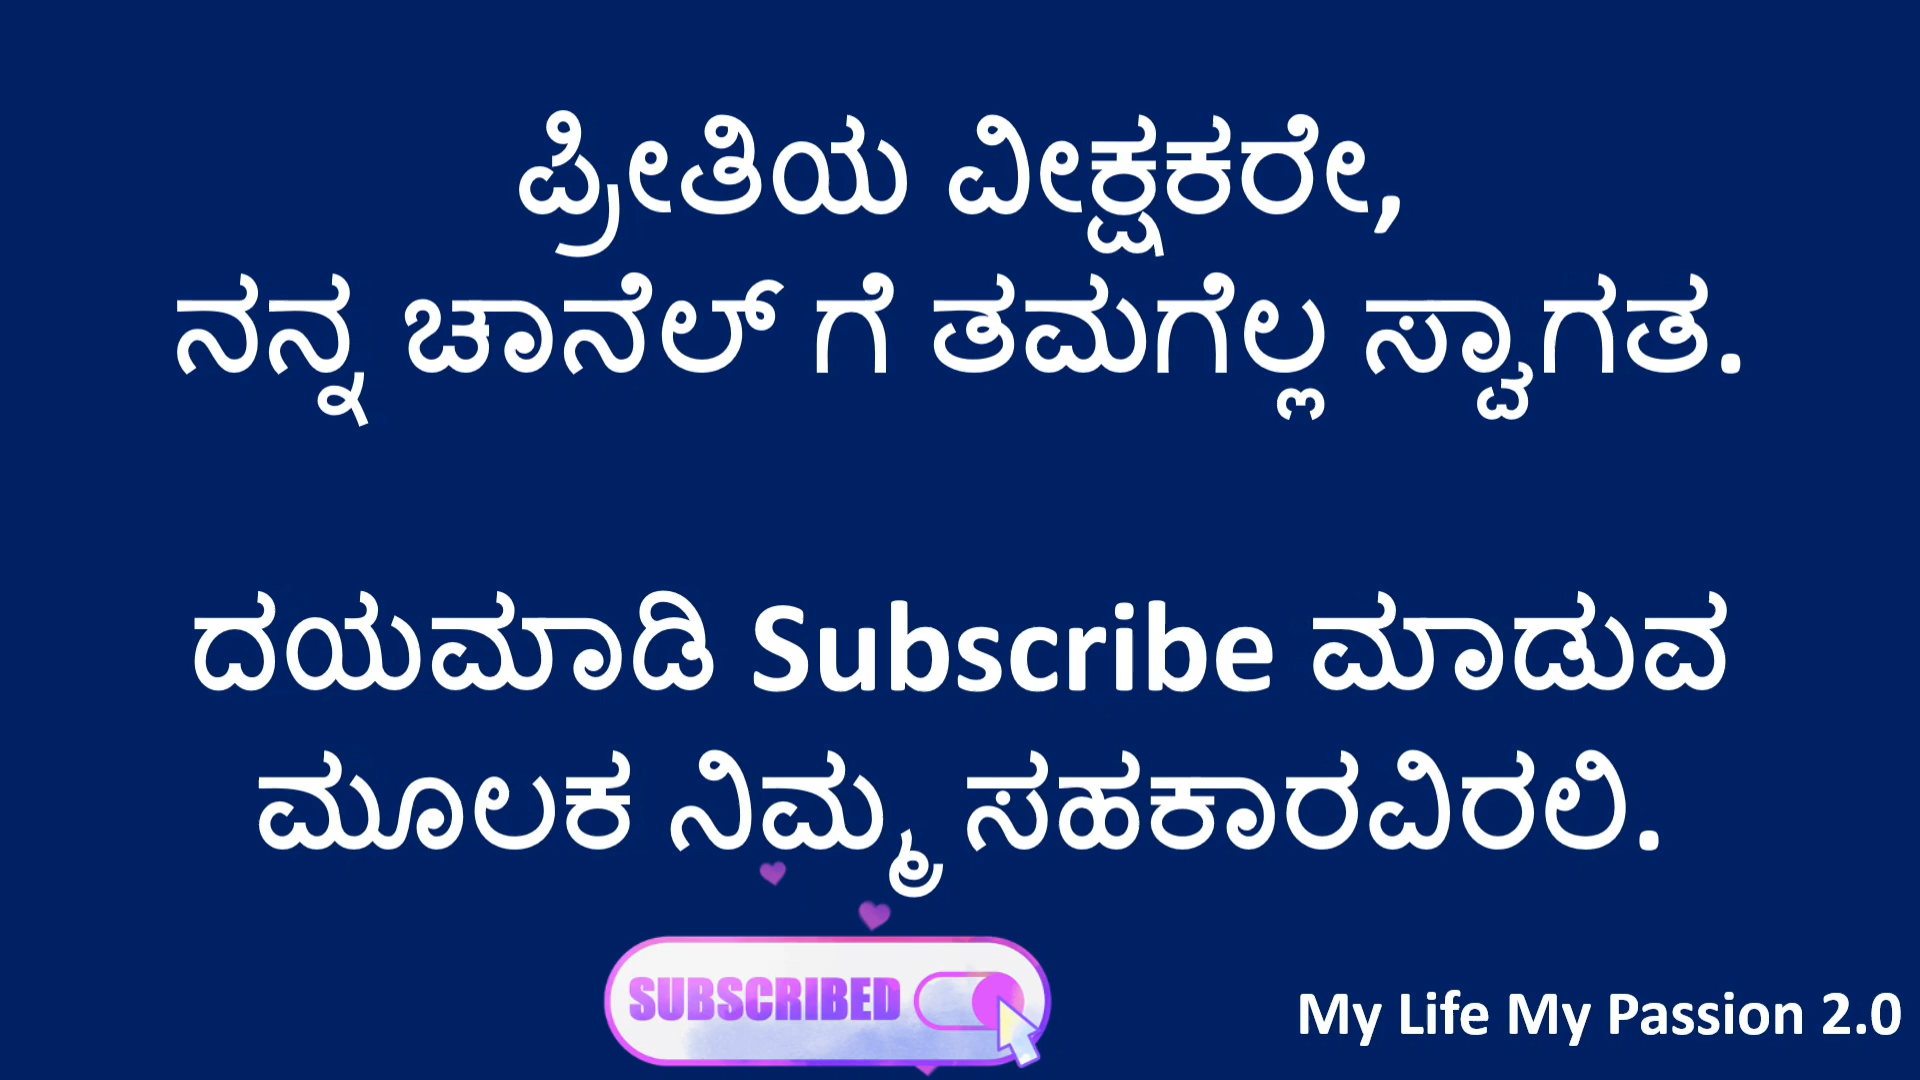 ಪ್ರೀತಿಯ ವೀಕ್ಷಕರೇ,
ನನ್ನ ಚಾನೆಲ್ ಗೆ ತಮಗೆಲ್ಲ ಸ್ವಾಗತ.
ದಯಮಾಡಿ Subscribe ಮಾಡುವ
ಮೂಲಕ ನಿಮ್ಮ ಸಹಕಾರವಿರಲಿ.
SUBSCRIBED
My Life My Passion 2.0